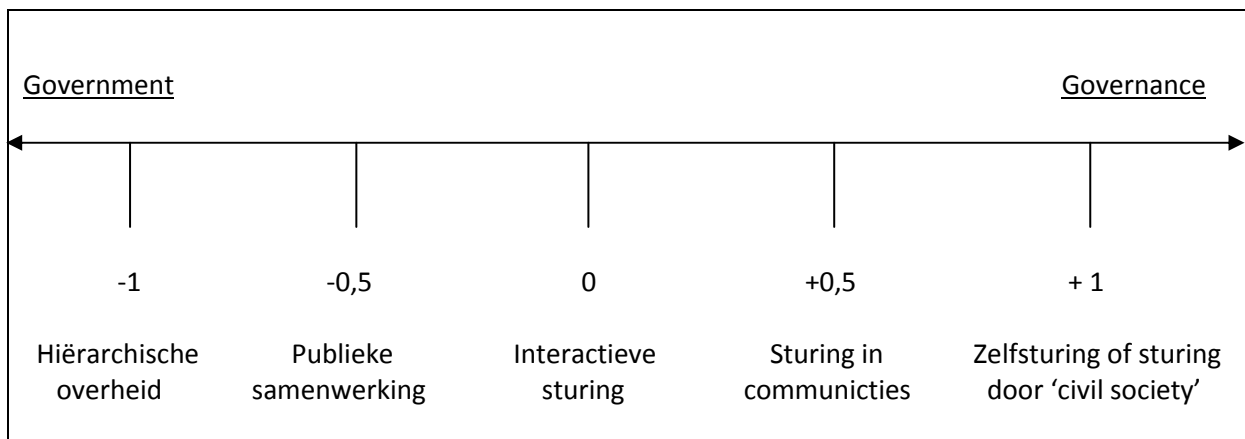 Government
Governance
-1
-0,5
0
+0,5
+ 1
Hiërarchische
overheid
Publieke
samenwerking
Interactieve
sturing
Sturing in
communicties
Zelfsturing of sturing
door ‘civil society’